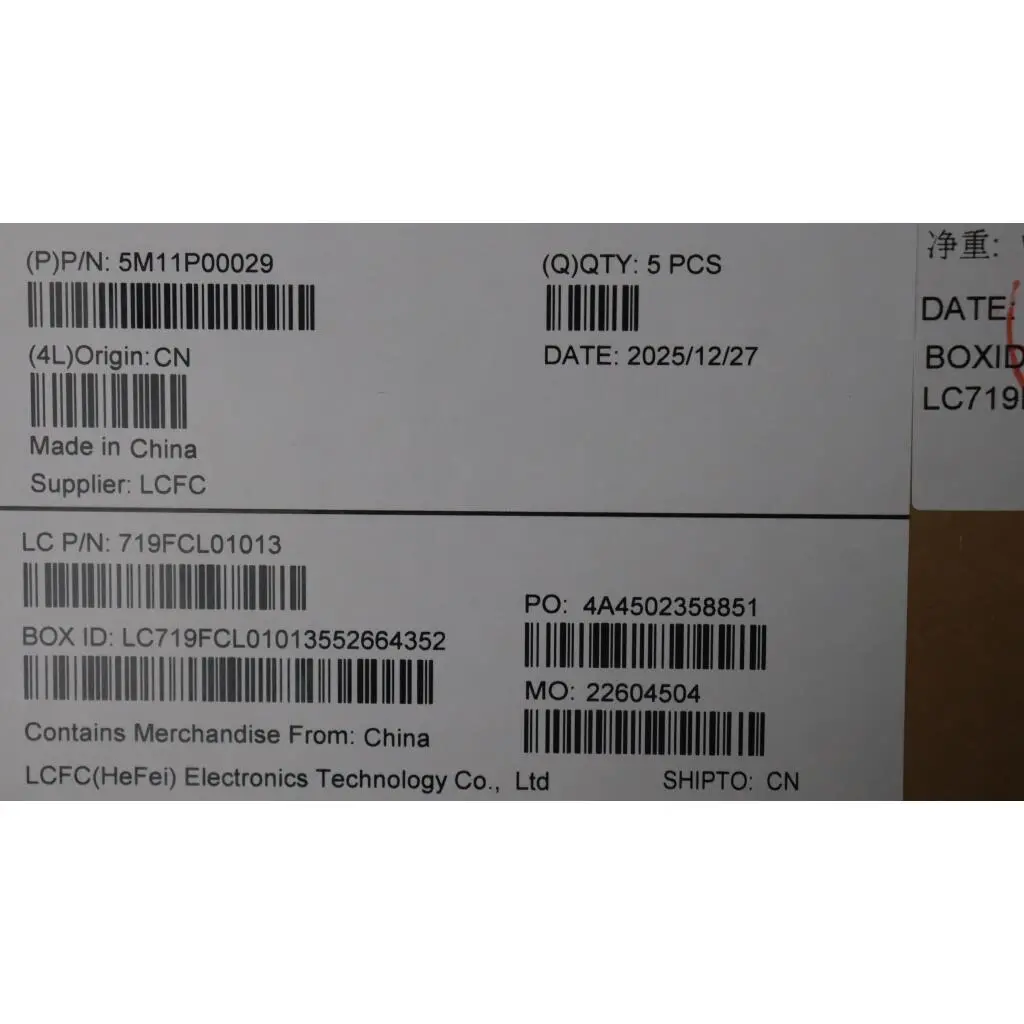 (P)P/N: 5M11P00029
(Q)QTY: 5 PCS
(4L)Origin: CN
DATE: 2025/12/27
Made in China
Supplier: LCFC
LC P/N: 719FCL01013
PO: 4A4502358851
BOX ID: LC719FCL01013552664352
MO: 22604504
Contains Merchandise From: China
LCFC(HeFei) Electronics Technology Co., Ltd
SHIPTO: CN
净重:
DATE:
BOXID
LC719